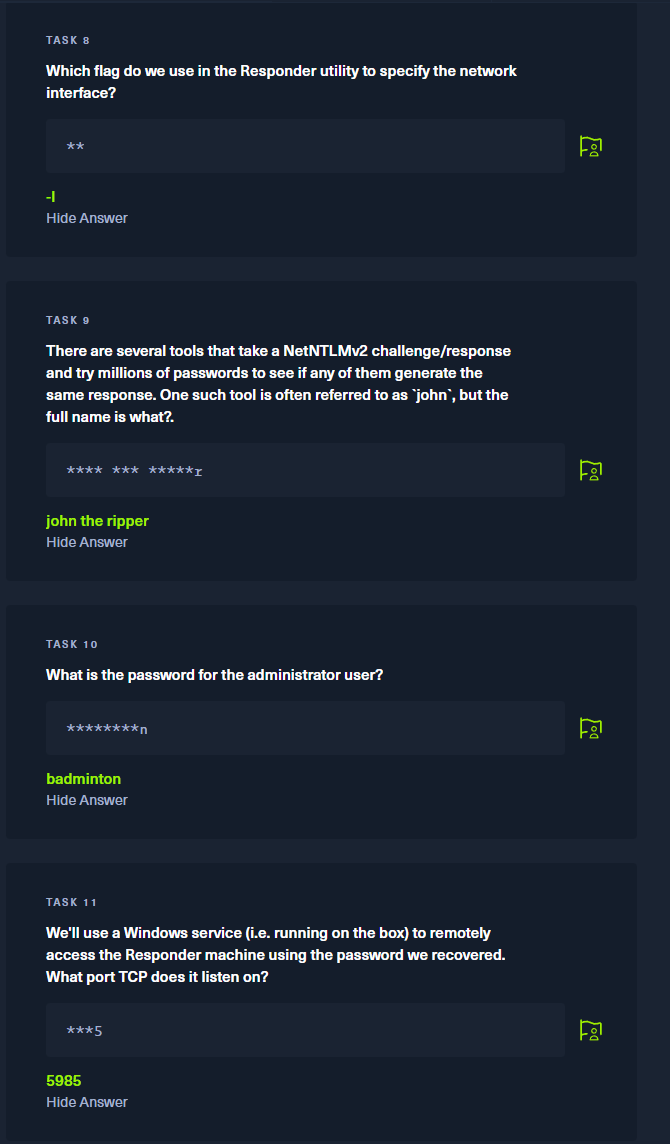 TASK 8
Which flag do we use in the Responder utility to specify the network
interface?
**
-I
Hide Answer
TASK 9
There are several tools that take a NetNTLMv2 challenge/response
and try millions of passwords to see if any of them generate the
same response. One such tool is often referred to as `john`, but the
full name is what?.
**** *** *****r
john the ripper
Hide Answer
TASK 10
What is the password for the administrator user?
********n
badminton
Hide Answer
TASK 11
We'll use a Windows service (i.e. running on the box) to remotely
access the Responder machine using the password we recovered.
What port TCP does it listen on?
***5
5985
Hide Answer